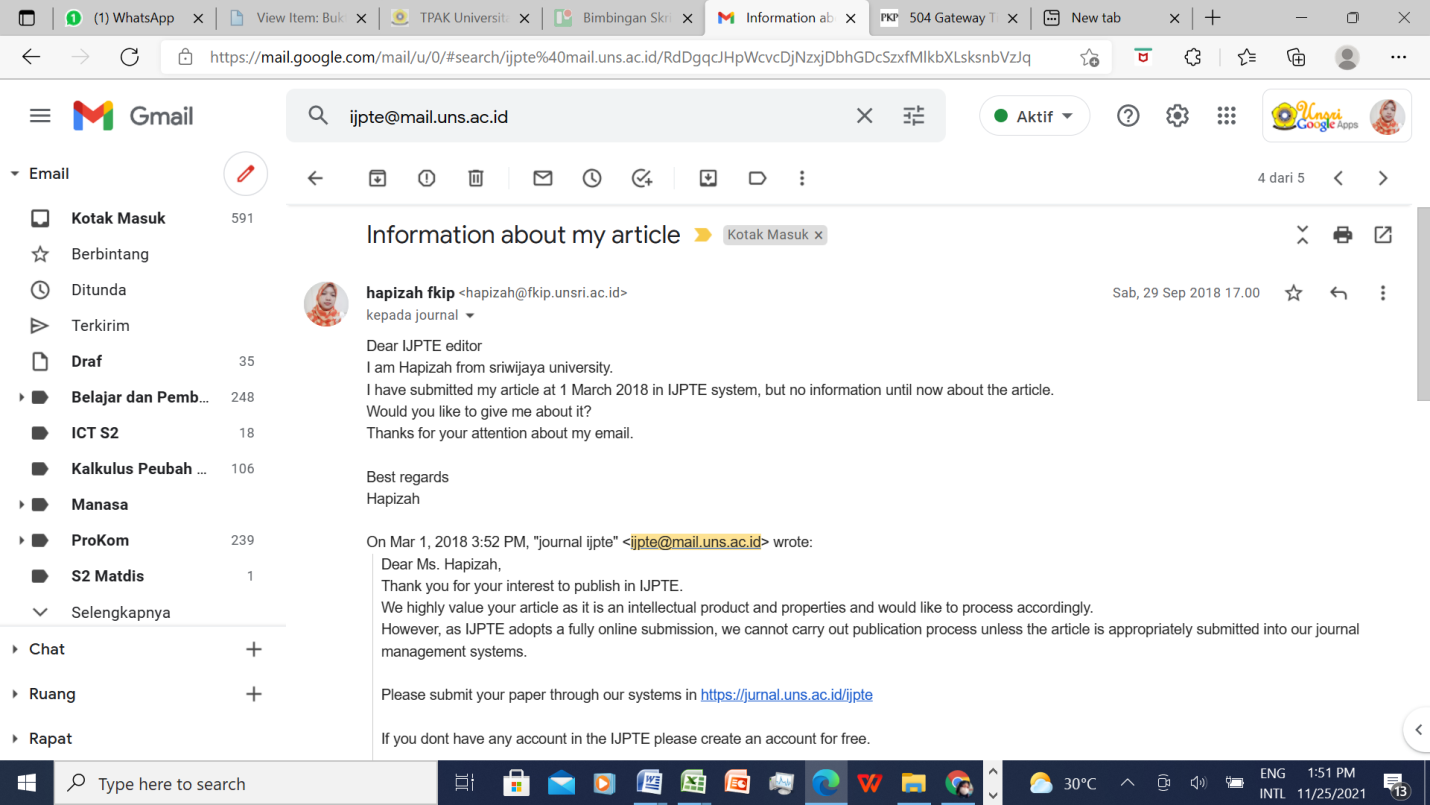 (1) WhatsApp
View Item: Buk
TPAK Universita
Bimbingan Skri
Information ab
PKP 504 Gateway Ti
New tab
https://mail.google.com/mail/u/0/#search/ijpte%40mail.uns.ac.id/RdDgqcJHpWcvcDjNzxjDbhGDcSzxfMlkbXLsksnbVzJq
Gmail
ijpte@mail.uns.ac.id
Aktif
Unsri
Google Apps
Email
4 dari 5
Kotak Masuk 591
Berbintang
Ditunda
Terkirim
Draf 35
Belajar dan Pemb... 248
ICT S2 18
Kalkulus Peubah ... 106
Manasa
ProKom 239
S2 Matdis 1
Selengkapnya
Chat
Ruang
Rapat
Information about my article Kotak Masuk
hapizah fkip <hapizah@fkip.unsri.ac.id> Sab, 29 Sep 2018 17.00
kepada journal
Dear IJPTE editor
I am Hapizah from sriwijaya university.
I have submitted my article at 1 March 2018 in IJPTE system, but no information until now about the article.
Would you like to give me about it?
Thanks for your attention about my email.
Best regards
Hapizah
On Mar 1, 2018 3:52 PM, "journal ijpte" <ijpte@mail.uns.ac.id> wrote:
Dear Ms. Hapizah,
Thank you for your interest to publish in IJPTE.
We highly value your article as it is an intellectual product and properties and would like to process accordingly.
However, as IJPTE adopts a fully online submission, we cannot carry out publication process unless the article is appropriately submitted into our journal
management systems.
Please submit your paper through our systems in https://jurnal.uns.ac.id/ijpte
If you dont have any account in the IJPTE please create an account for free.
Type here to search
30°C
ENG
INTL
1:51 PM
11/25/2021
13